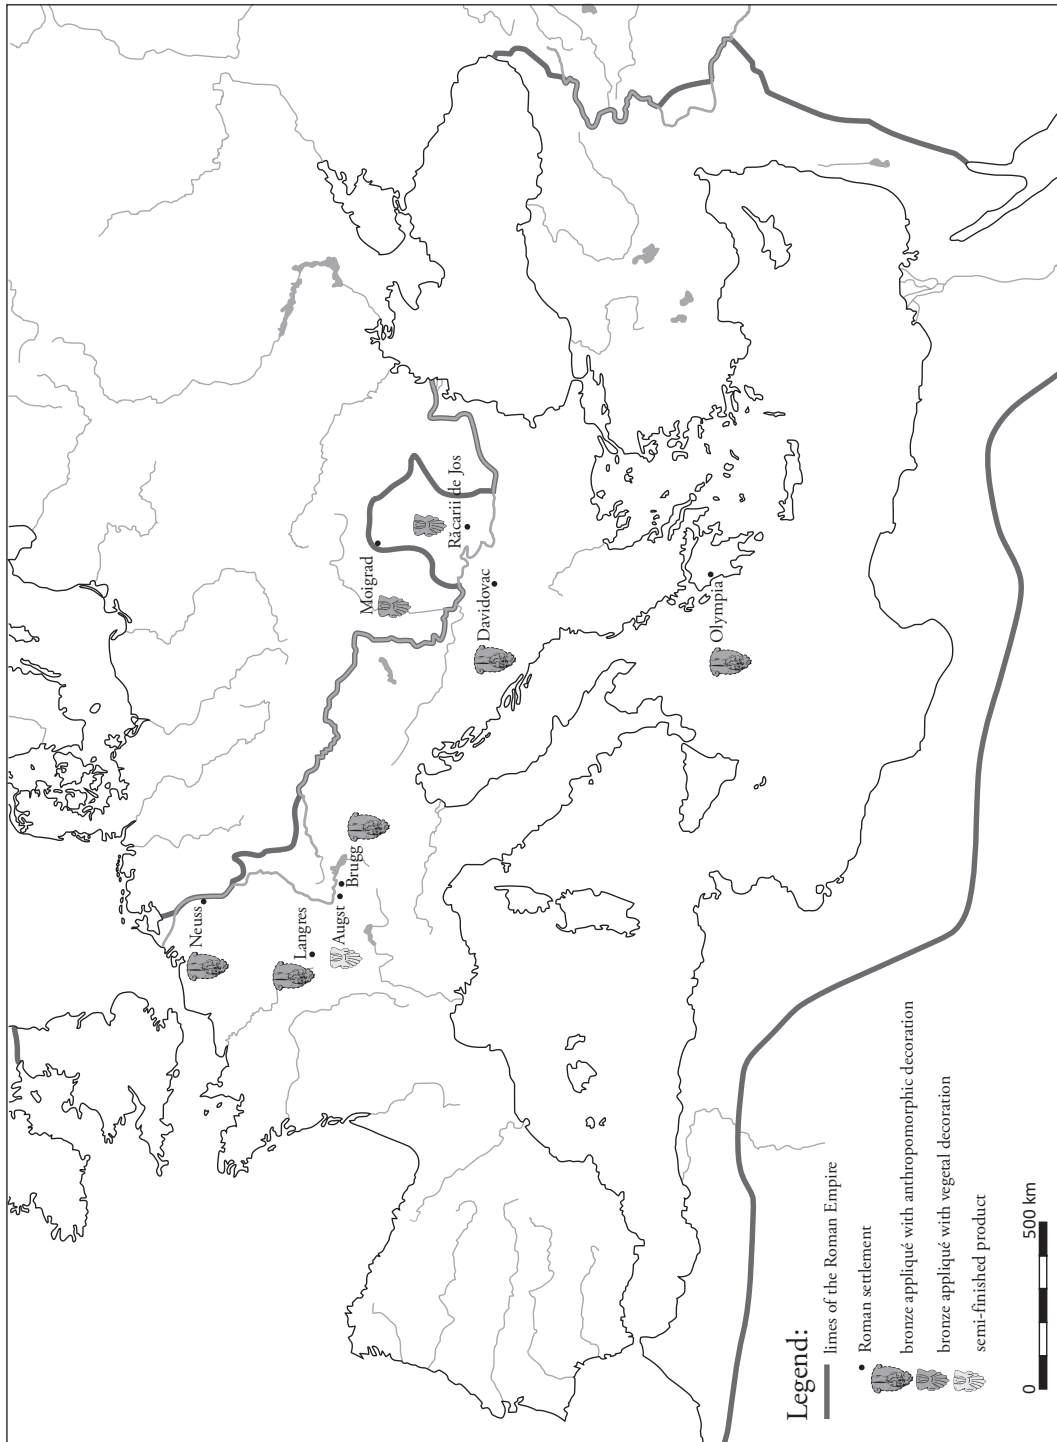 Neuss
Langres
Augst
Brugg
Moigrad
Răcarii de Jos
Davidovac
Olympia
Legend:
limes of the Roman Empire
Roman settlement
bronze appliqué with anthropomorphic decoration
bronze appliqué with vegetal decoration
semi-finished product
0 500 km